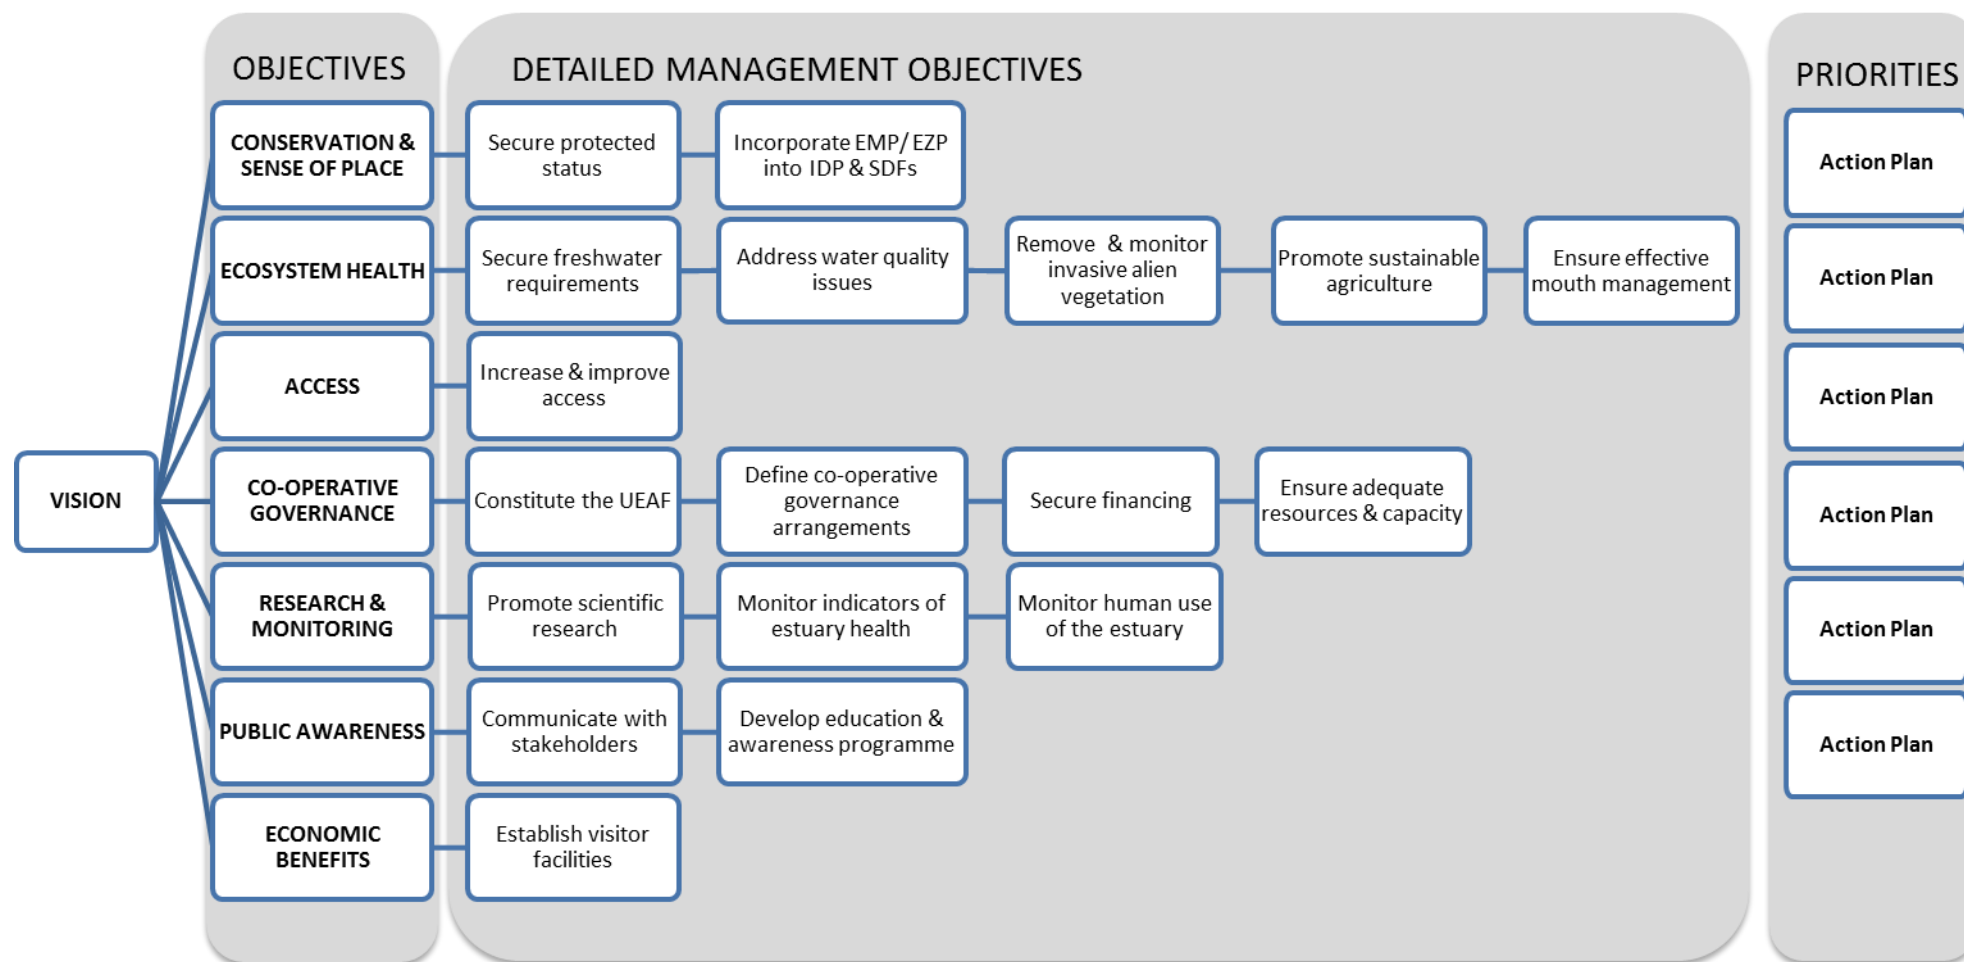 OBJECTIVES
DETAILED MANAGEMENT OBJECTIVES
PRIORITIES
CONSERVATION &
SENSE OF PLACE
Secure protected
status
Incorporate EMP/ EZP
into IDP & SDFs
Action Plan
ECOSYSTEM HEALTH
Secure freshwater
requirements
Address water quality
issues
Remove & monitor
invasive alien
vegetation
Promote sustainable
agriculture
Ensure effective
mouth management
Action Plan
ACCESS
Increase & improve
access
Action Plan
VISION
CO-OPERATIVE
GOVERNANCE
Constitute the UEAF
Define co-operative
governance
arrangements
Secure financing
Ensure adequate
resources & capacity
Action Plan
RESEARCH &
MONITORING
Promote scientific
research
Monitor indicators of
estuary health
Monitor human use
of the estuary
Action Plan
PUBLIC AWARENESS
Communicate with
stakeholders
Develop education &
awareness programme
Action Plan
ECONOMIC
BENEFITS
Establish visitor
facilities